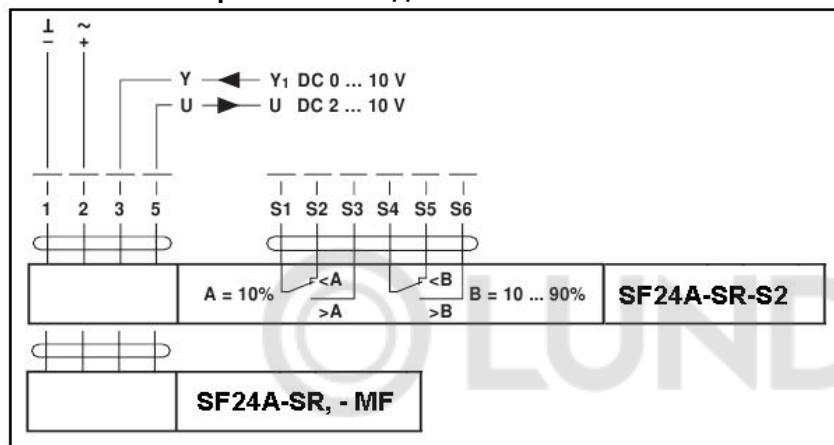 ⊥ ~
− +
Y Y1 DC 0 ... 10 V
U U DC 2 ... 10 V
1 2 3 5 S1 S2 S3 S4 S5 S6
A = 10% <A <B B = 10 ... 90% SF24A-SR-S2
>A >B
LUND
SF24A-SR, - MF